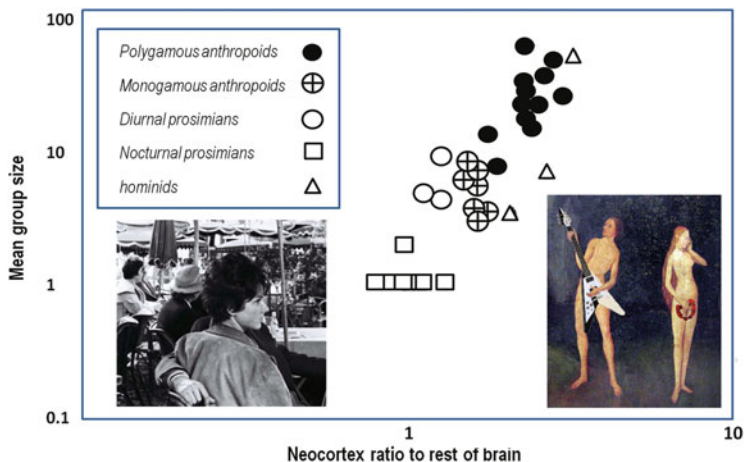 100
10
1
0.1
Mean group size
Polygamous anthropoids
Monogamous anthropoids
Diurnal prosimians
Nocturnal prosimians
hominids
1
10
Neocortex ratio to rest of brain